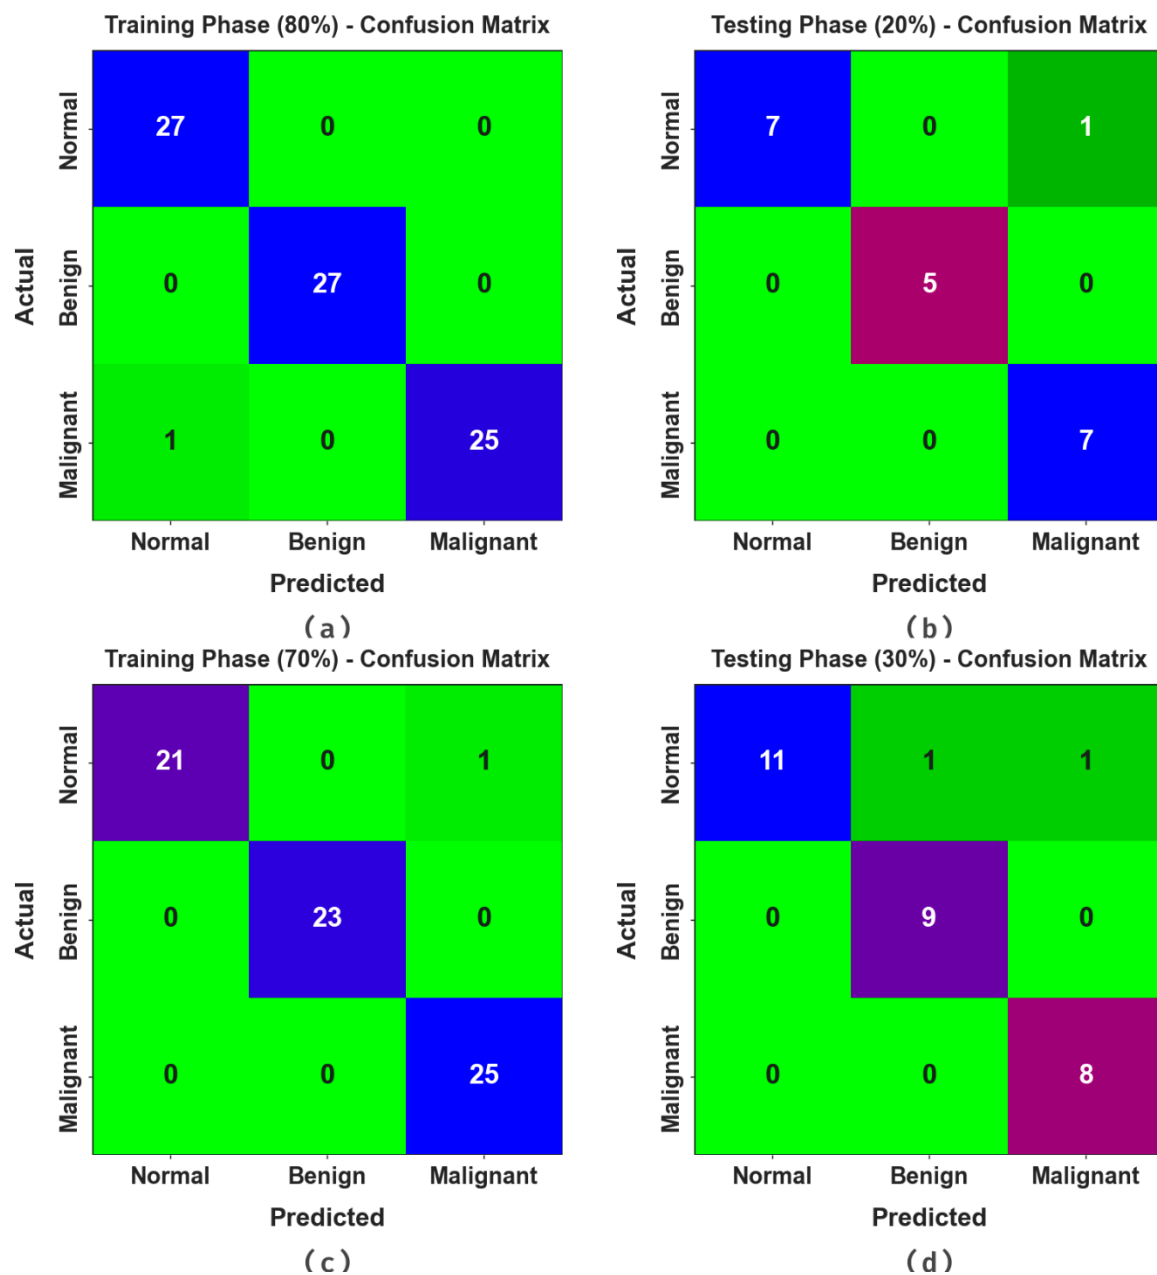 Training Phase (80%) - Confusion Matrix
Normal 27 0 0
Actual
Benign 0 27 0
Malignant 1 0 25
Normal Benign Malignant
Predicted
(a)
Testing Phase (20%) - Confusion Matrix
Normal 7 0 1
Actual
Benign 0 5 0
Malignant 0 0 7
Normal Benign Malignant
Predicted
(b)
Training Phase (70%) - Confusion Matrix
Normal 21 0 1
Actual
Benign 0 23 0
Malignant 0 0 25
Normal Benign Malignant
Predicted
(c)
Testing Phase (30%) - Confusion Matrix
Normal 11 1 1
Actual
Benign 0 9 0
Malignant 0 0 8
Normal Benign Malignant
Predicted
(d)